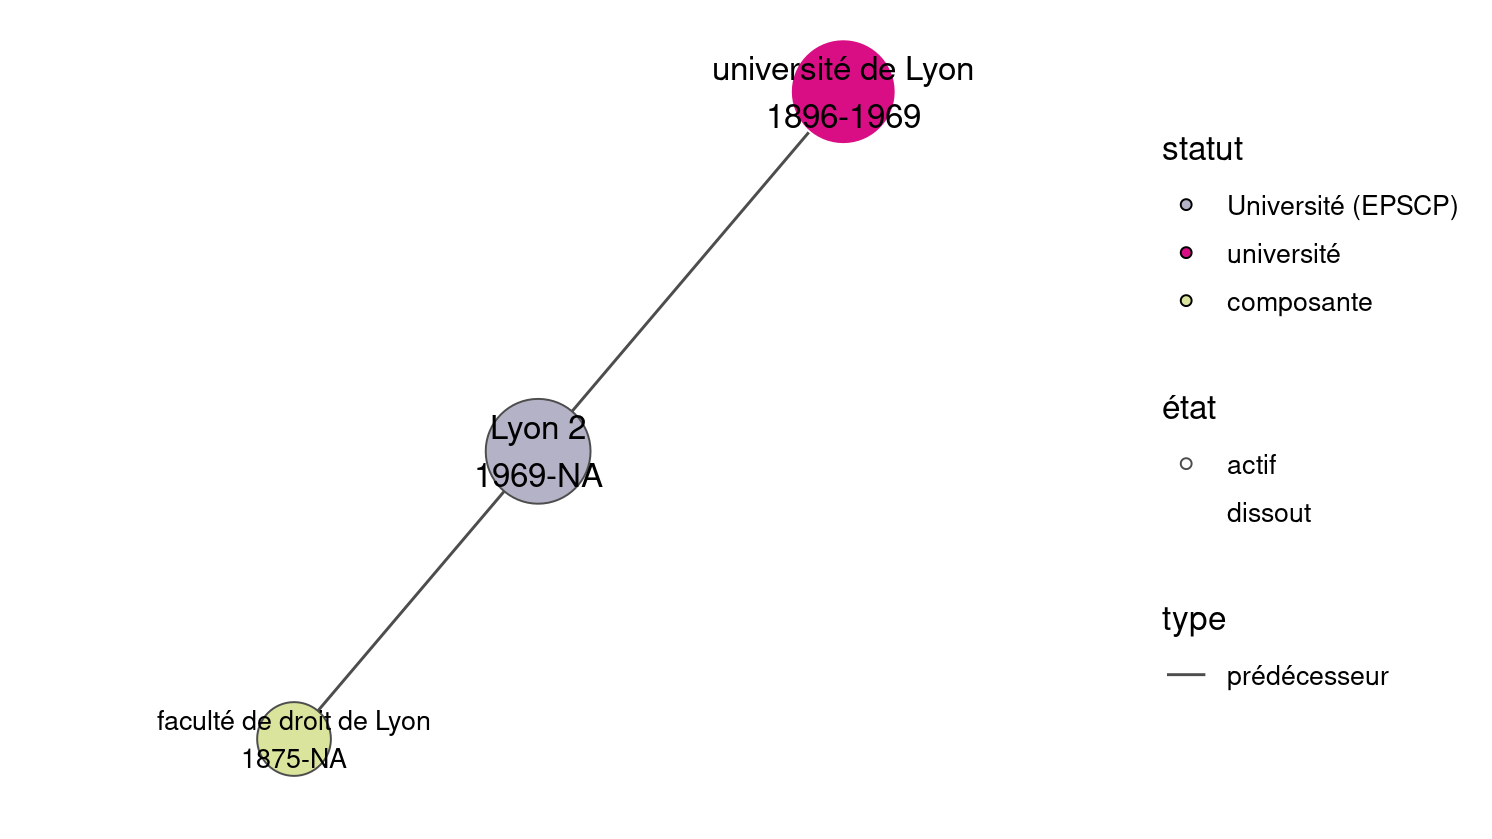 université de Lyon
1896-1969
Lyon 2
1969-NA
faculté de droit de Lyon
1875-NA
statut
Université (EPSCP)
université
composante
état
actif
dissout
type
prédécesseur